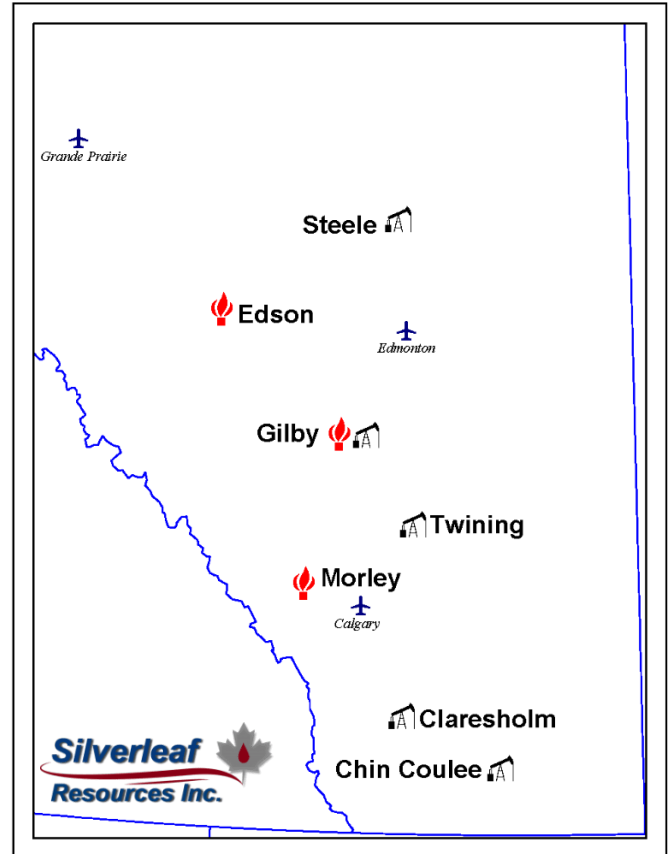 Grande Prairie
Steele
Edson
Edmonton
Gilby
Twining
Morley
Calgary
Claresholm
Silverleaf
Resources Inc.
Chin Coulee